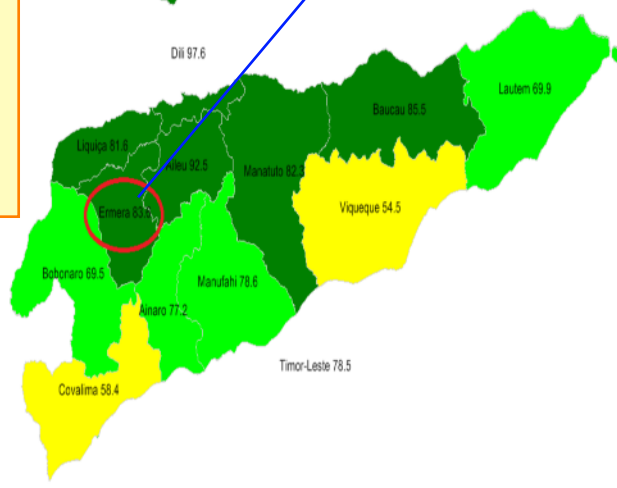 Dili 97.6
Lautem 69.9
Baucau 85.5
Liquiça 81.6
Aileu 92.5
Manatuto 82.3
Ermera 83.6
Viqueque 54.5
Bobonaro 69.5
Manufahi 78.6
Ainaro 77.2
Timor-Leste 78.5
Covalima 58.4